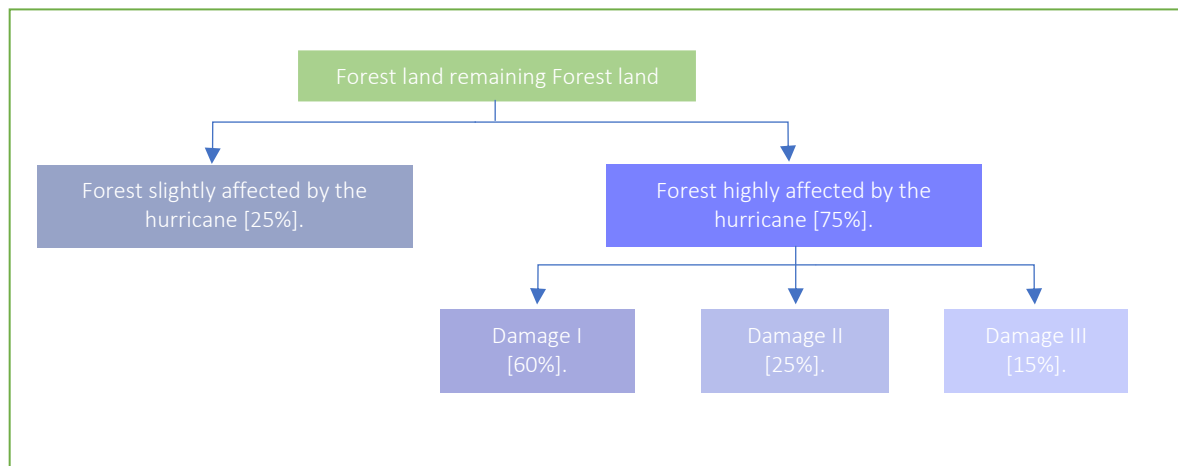 Forest land remaining Forest land
Forest slightly affected by the
hurricane [25%].
Forest highly affected by the
hurricane [75%].
Damage I
[60%].
Damage II
[25%].
Damage III
[15%].